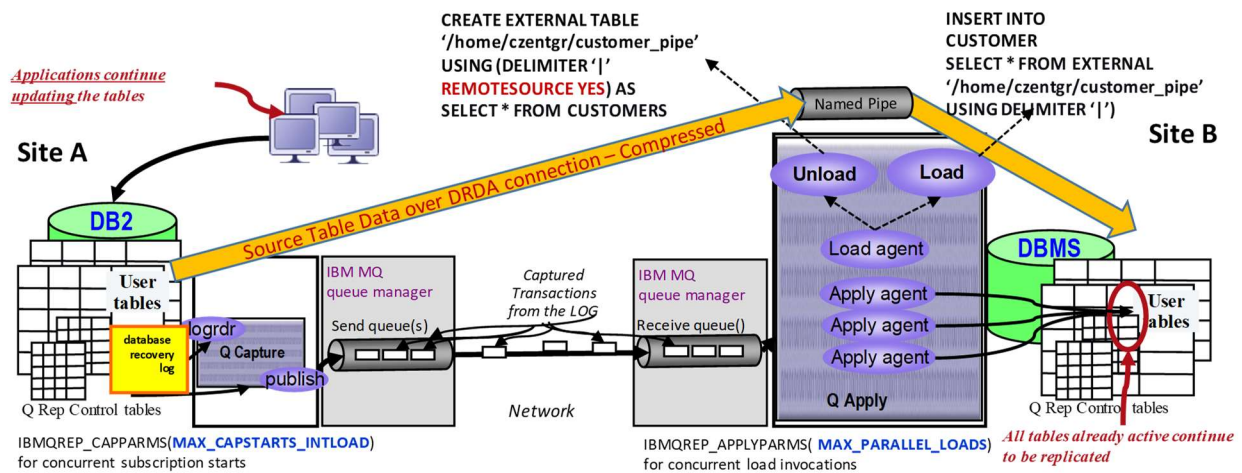 CREATE EXTERNAL TABLE
‘/home/czentgr/customer_pipe’
USING (DELIMITER ‘|’
REMOTESOURCE YES) AS
SELECT * FROM CUSTOMERS
INSERT INTO
CUSTOMER
SELECT * FROM EXTERNAL
‘/home/czentgr/customer_pipe’
USING DELIMITER ‘|’)
Applications continue
updating the tables
Site A
Site B
Named Pipe
Source Table Data over DRDA connection – Compressed
Unload
Load
Load agent
DB2
DBMS
User
tables
IBM MQ
queue manager
Captured
Transactions
from the LOG
IBM MQ
queue manager
Apply agent
Apply agent
Apply agent
User
tables
logrdr
database
recovery
log
Q Capture
publish
Send queue(s)
Receive queue()
Q Apply
Network
Q Rep Control tables
Q Rep Control tables
IBMQREP_CAPPARMS(MAX_CAPSTARTS_INTLOAD)
for concurrent subscription starts
IBMQREP_APPLYPARMS( MAX_PARALLEL_LOADS)
for concurrent load invocations
All tables already active continue
to be replicated